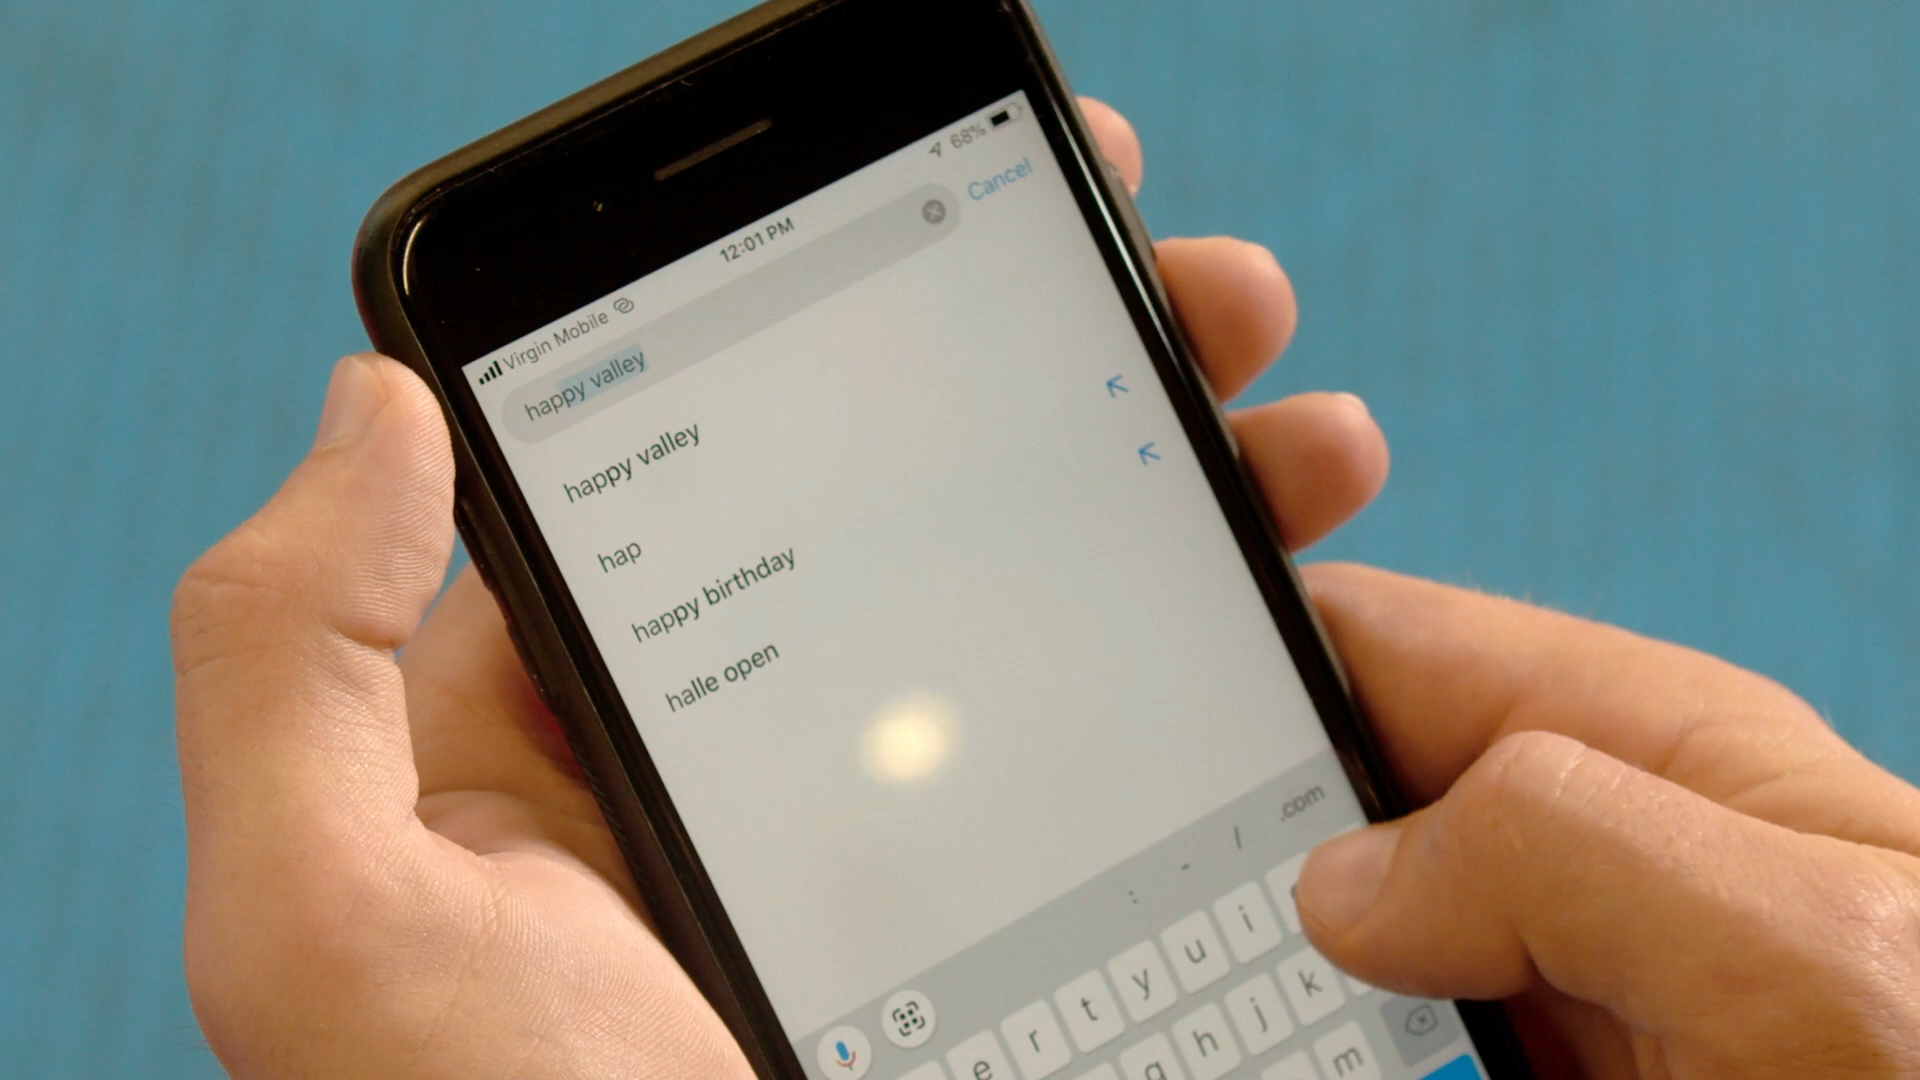 Virgin Mobile 12:01 PM 68%
happy valley Cancel
happy valley
hap
happy birthday
halle open
: - / .com
e r t y u i
g h j k
m